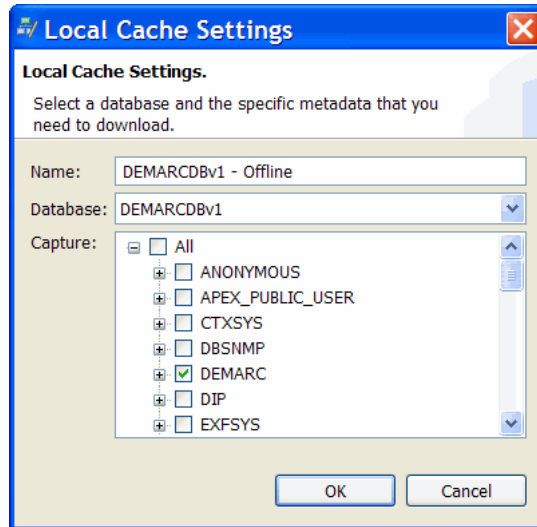 Local Cache Settings
Local Cache Settings.
Select a database and the specific metadata that you
need to download.
Name: DEMARCDBv1 - Offline
Database: DEMARCDBv1
Capture: All
ANONYMOUS
APEX_PUBLIC_USER
CTXSYS
DBSNMP
DEMARC
DIP
EXFSYS
OK Cancel